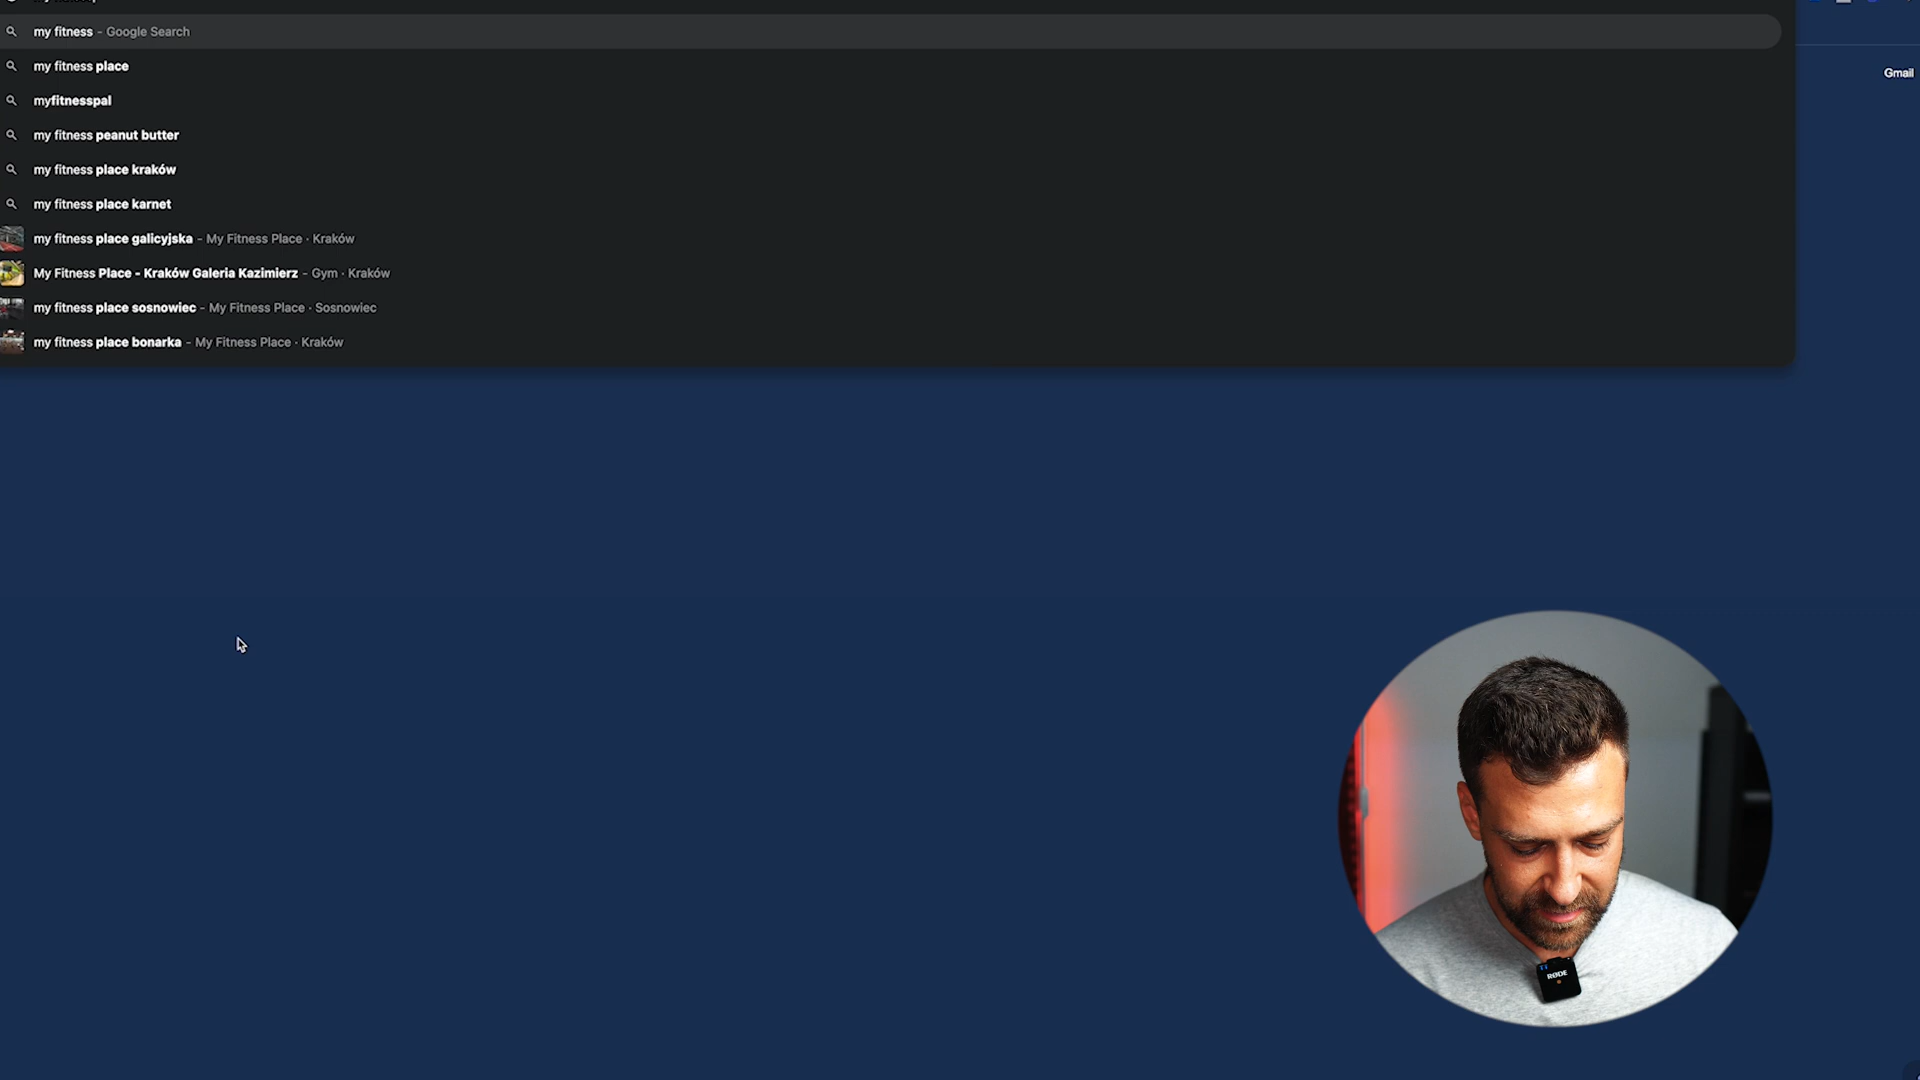 my fitness - Google Search
my fitness place
Gmail
myfitnesspal
my fitness peanut butter
my fitness place kraków
my fitness place karnet
my fitness place galicyjska - My Fitness Place · Kraków
My Fitness Place - Kraków Galeria Kazimierz - Gym · Kraków
my fitness place sosnowiec - My Fitness Place · Sosnowiec
my fitness place bonarka - My Fitness Place · Kraków
RØDE